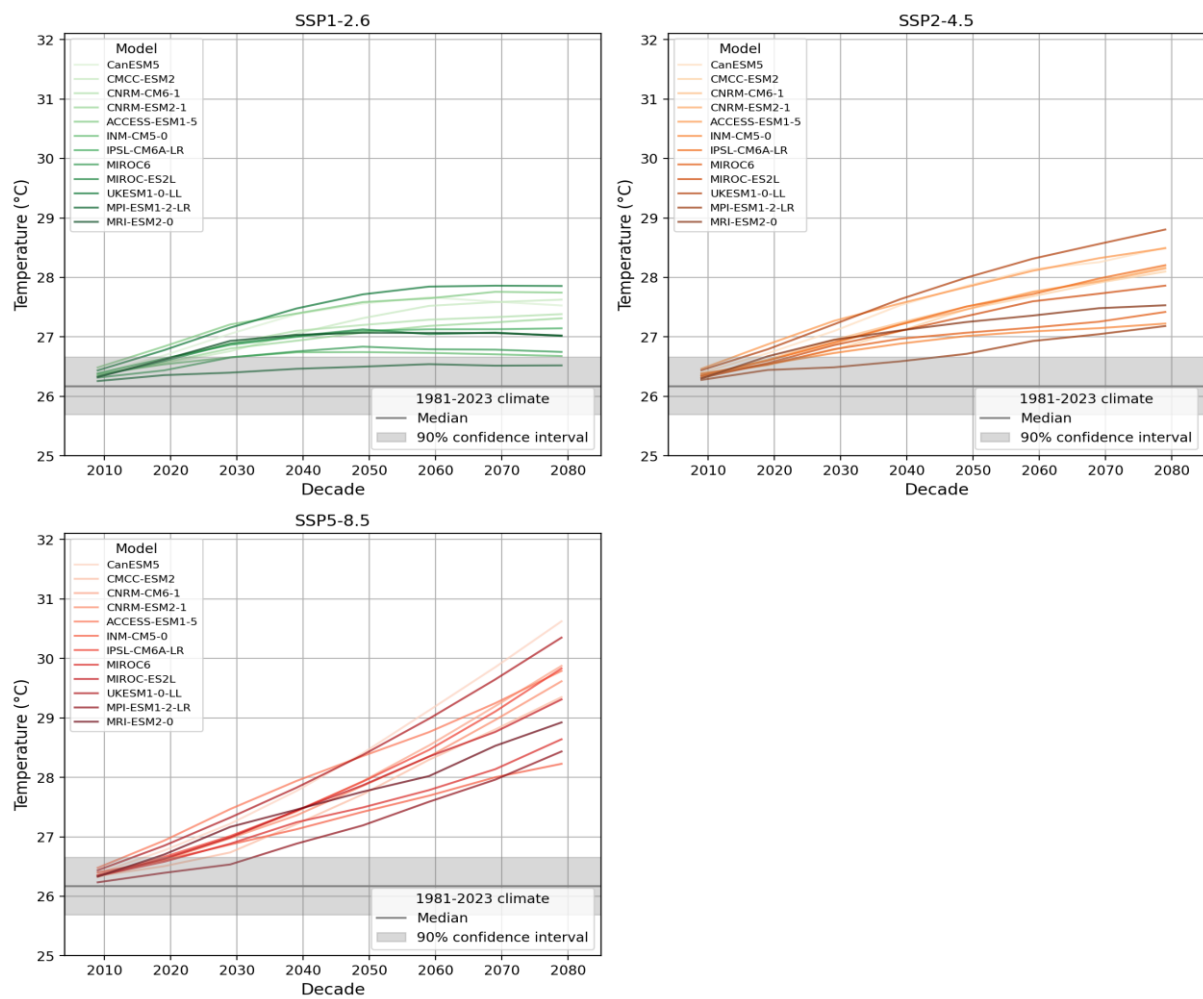 SSP1-2.6
Temperature (°C)
32
31
30
29
28
27
26
25
Model
CanESM5
CMCC-ESM2
CNRM-CM6-1
CNRM-ESM2-1
ACCESS-ESM1-5
INM-CM5-0
IPSL-CM6A-LR
MIROC6
MIROC-ES2L
UKESM1-0-LL
MPI-ESM1-2-LR
MRI-ESM2-0
1981-2023 climate
Median
90% confidence interval
2010 2020 2030 2040 2050 2060 2070 2080
Decade
SSP2-4.5
Temperature (°C)
32
31
30
29
28
27
26
25
Model
CanESM5
CMCC-ESM2
CNRM-CM6-1
CNRM-ESM2-1
ACCESS-ESM1-5
INM-CM5-0
IPSL-CM6A-LR
MIROC6
MIROC-ES2L
UKESM1-0-LL
MPI-ESM1-2-LR
MRI-ESM2-0
1981-2023 climate
Median
90% confidence interval
2010 2020 2030 2040 2050 2060 2070 2080
Decade
SSP5-8.5
Temperature (°C)
32
31
30
29
28
27
26
25
Model
CanESM5
CMCC-ESM2
CNRM-CM6-1
CNRM-ESM2-1
ACCESS-ESM1-5
INM-CM5-0
IPSL-CM6A-LR
MIROC6
MIROC-ES2L
UKESM1-0-LL
MPI-ESM1-2-LR
MRI-ESM2-0
1981-2023 climate
Median
90% confidence interval
2010 2020 2030 2040 2050 2060 2070 2080
Decade